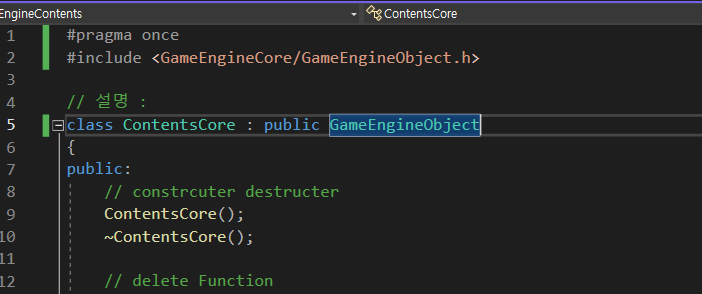 EngineContents ContentsCore
1 #pragma once
2 #include <GameEngineCore/GameEngineObject.h>
3
4 // 설명 :
5 class ContentsCore : public GameEngineObject
6 {
7 public:
8 // constrcuter destructer
9 ContentsCore();
10 ~ContentsCore();
11
12 // delete Function